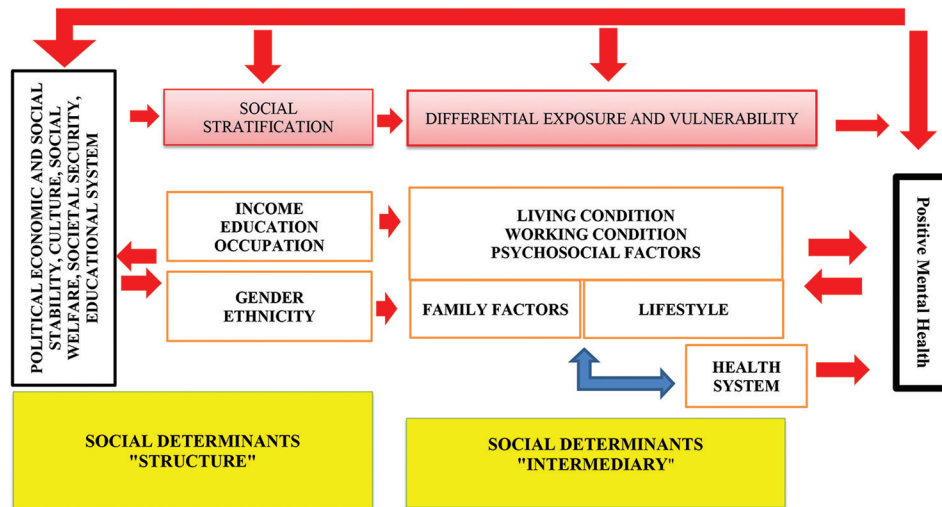 POLITICAL ECONOMIC AND SOCIAL
STABILITY, CULTURE, SOCIAL
WELFARE, SOCIETAL SECURITY,
EDUCATIONAL SYSTEM
SOCIAL
STRATIFICATION
DIFFERENTIAL EXPOSURE AND VULNERABILITY
INCOME
EDUCATION
OCCUPATION
LIVING CONDITION
WORKING CONDITION
PSYCHOSOCIAL FACTORS
GENDER
ETHNICITY
FAMILY FACTORS
LIFESTYLE
HEALTH
SYSTEM
Positive Mental Health
SOCIAL DETERMINANTS
"STRUCTURE"
SOCIAL DETERMINANTS
"INTERMEDIARY"